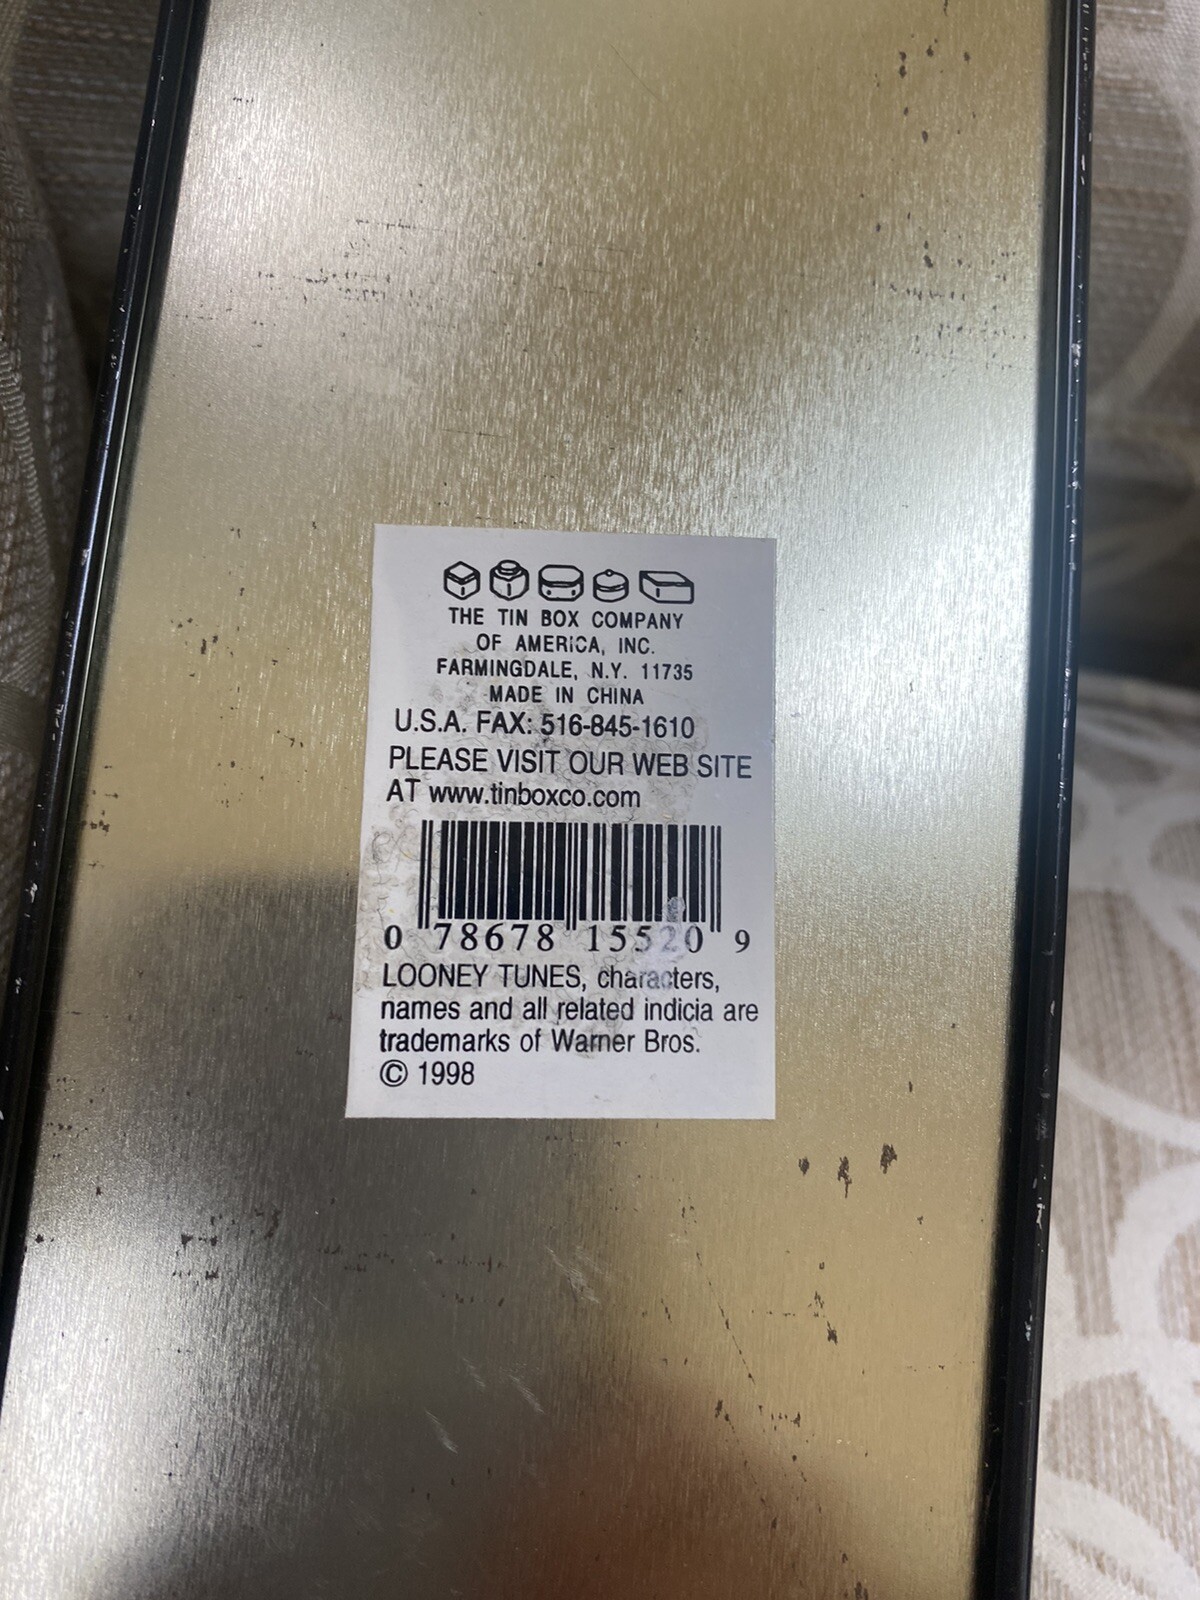 THE TIN BOX COMPANY
OF AMERICA, INC.
FARMINGDALE, N.Y. 11735
MADE IN CHINA
U.S.A. FAX: 516-845-1610
PLEASE VISIT OUR WEB SITE
AT www.tinboxco.com
0 78678 15520 9
LOONEY TUNES, characters,
names and all related indicia are
trademarks of Warner Bros.
© 1998